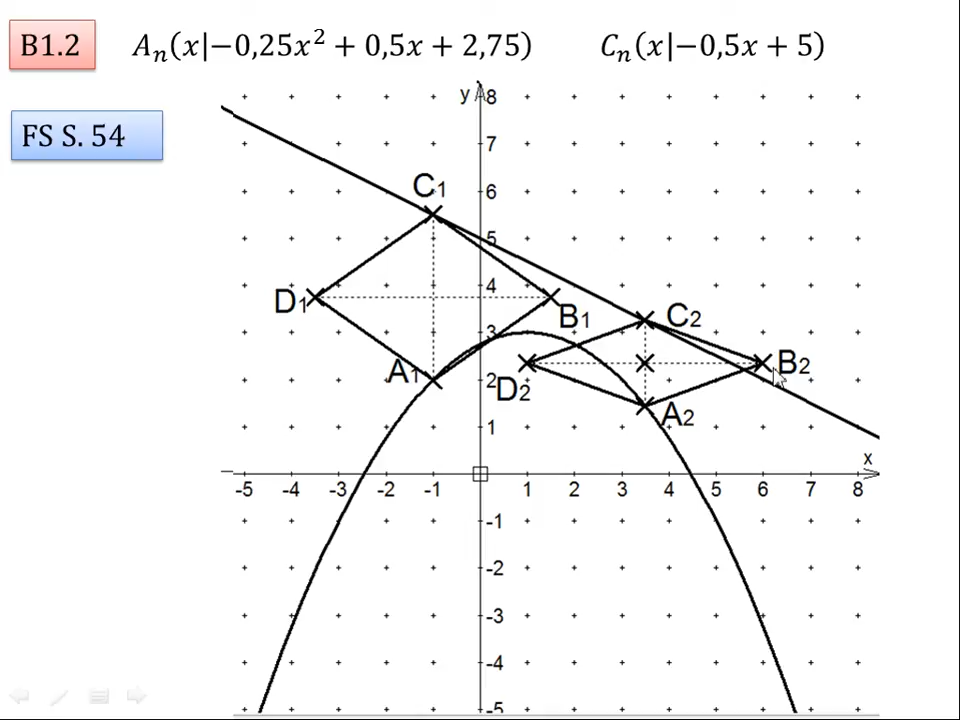 B1.2 Aₙ(x|−0,25x² + 0,5x + 2,75) Cₙ(x|−0,5x + 5)
FS S. 54
y 8
7
C1
6
5
4
D1
B1
3
C2
B2
A1
2
D2
A2
1
x
-5 -4 -3 -2 -1 1 2 3 4 5 6 7 8
-1
-2
-3
-4
-5